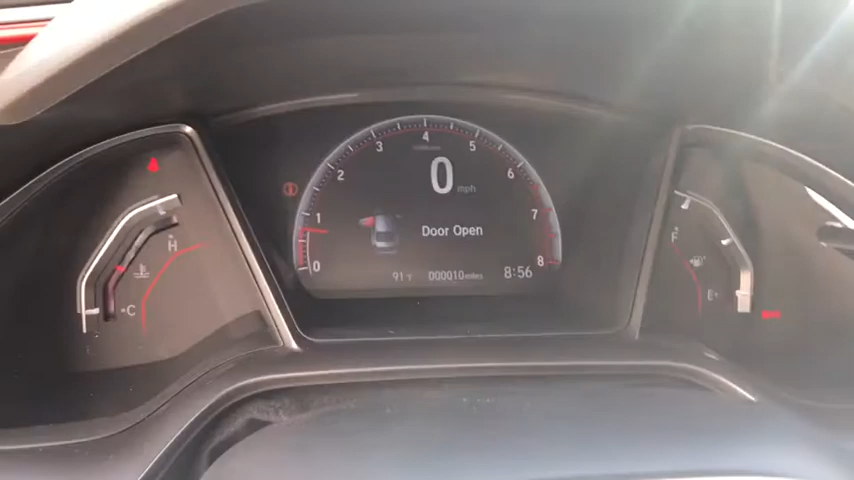 4
3 5
2 6
0 mph
1 7
Door Open
0 8
91°F 000010miles 8:56
H
C
F
E